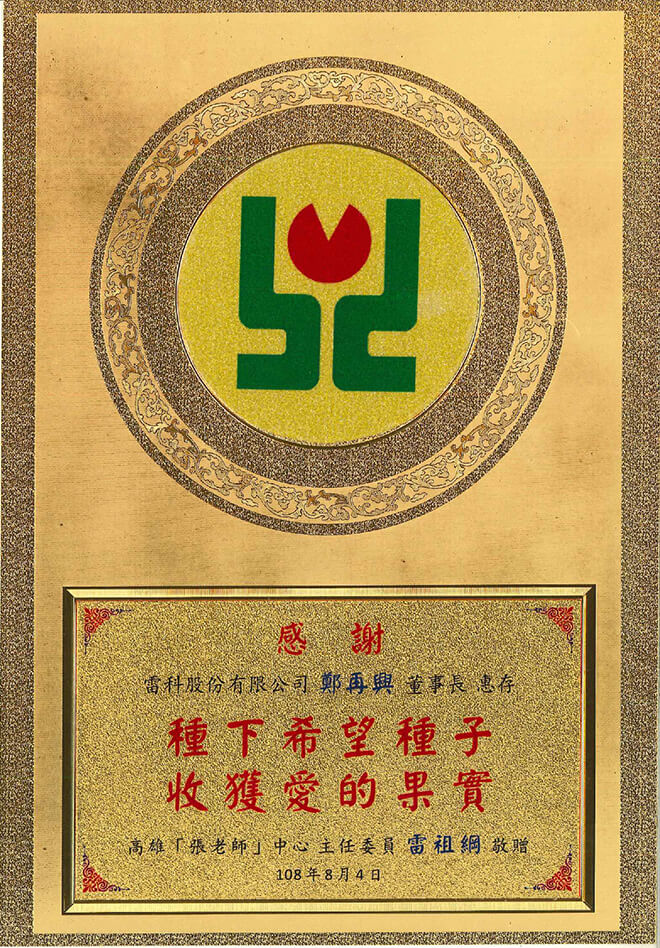 感 謝
雷科股份有限公司 鄭再興 董事長 惠存
種下希望種子
收獲愛的果實
高雄「張老師」中心 主任委員 雷祖綱 敬贈
108年8月4日